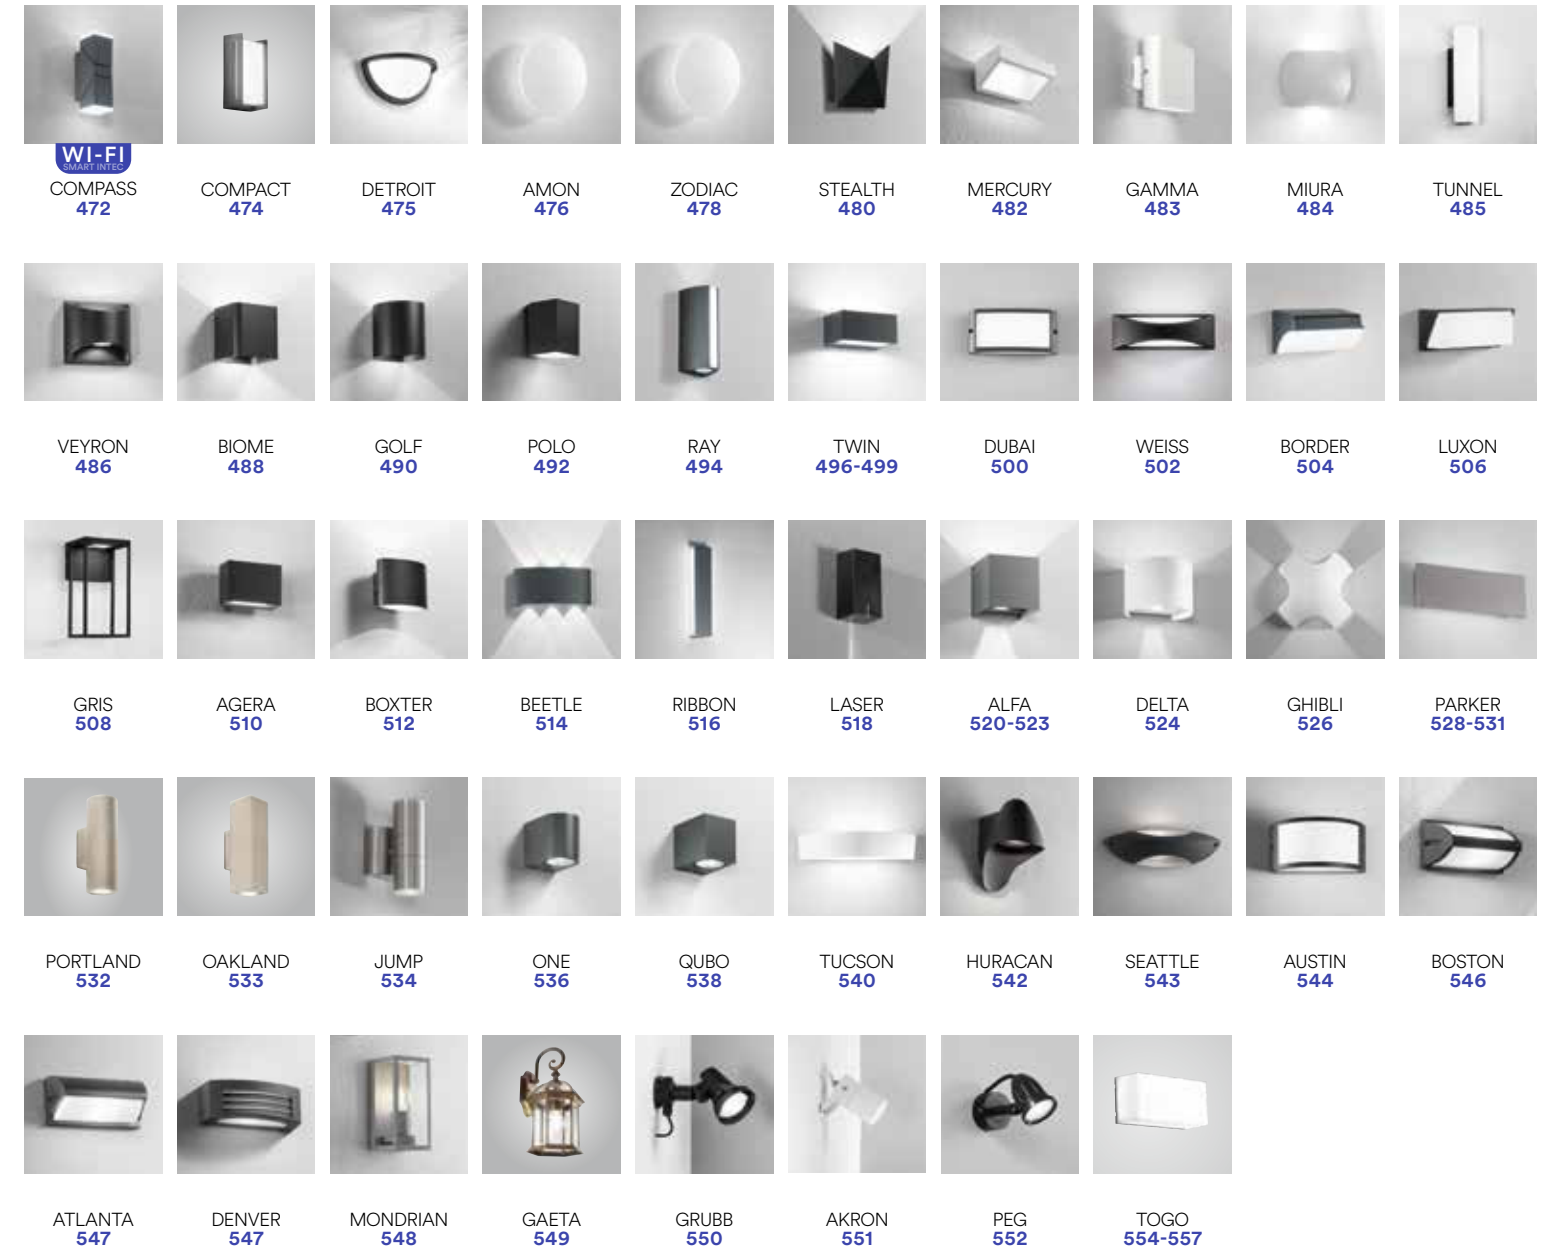 WI-FI
SMART INTEC
COMPASS COMPACT DETROIT AMON ZODIAC STEALTH MERCURY GAMMA MIURA TUNNEL
472 474 475 476 478 480 482 483 484 485
VEYRON BIOME GOLF POLO RAY TWIN DUBAI WEISS BORDER LUXON
486 488 490 492 494 496-499 500 502 504 506
GRIS AGERA BOXTER BEETLE RIBBON LASER ALFA DELTA GHIBLI PARKER
508 510 512 514 516 518 520-523 524 526 528-531
PORTLAND OAKLAND JUMP ONE QUBO TUCSON HURACAN SEATTLE AUSTIN BOSTON
532 533 534 536 538 540 542 543 544 546
ATLANTA DENVER MONDRIAN GAETA GRUBB AKRON PEG TOGO
547 547 548 549 550 551 552 554-557